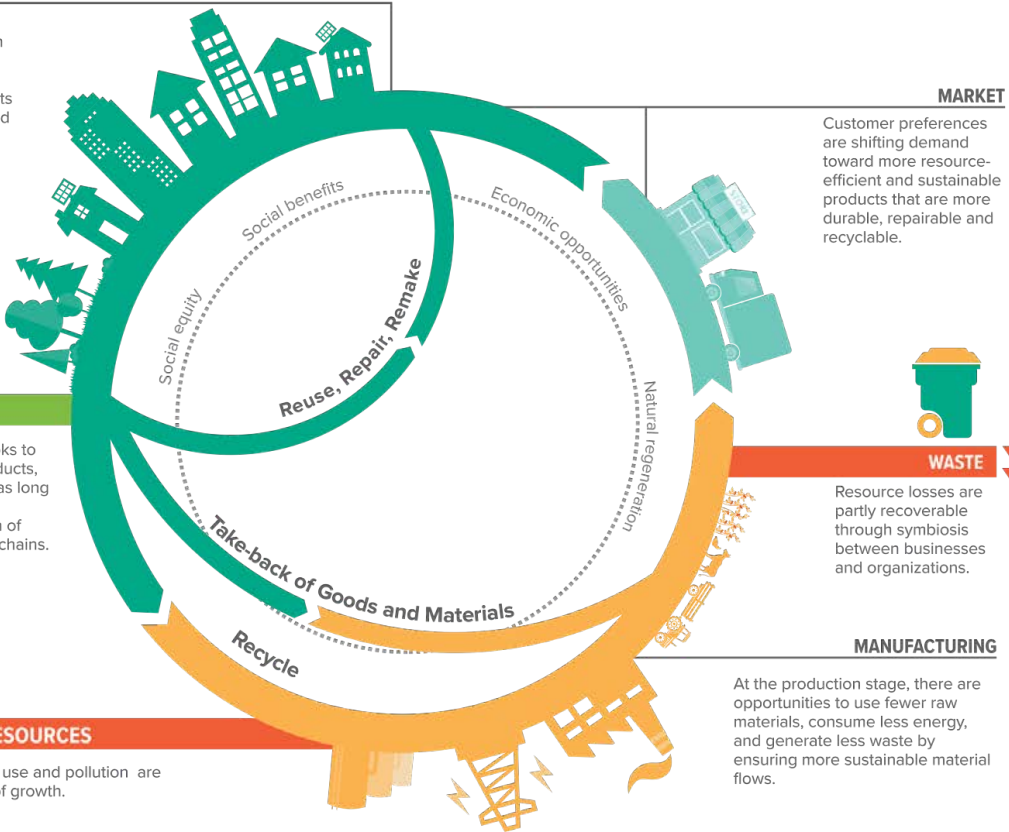 n
ts
d
MARKET
Customer preferences
are shifting demand
toward more resource-
efficient and sustainable
products that are more
durable, repairable and
recyclable.
STORE
Social benefits
Economic opportunities
Social equity
Natural regeneration
Reuse, Repair, Remake
ks to
ducts,
as long
n of
chains.
WASTE
Resource losses are
partly recoverable
through symbiosis
between businesses
and organizations.
Take-back of Goods and Materials
Recycle
MANUFACTURING
At the production stage, there are
opportunities to use fewer raw
materials, consume less energy,
and generate less waste by
ensuring more sustainable material
flows.
ESOURCES
use and pollution are
of growth.